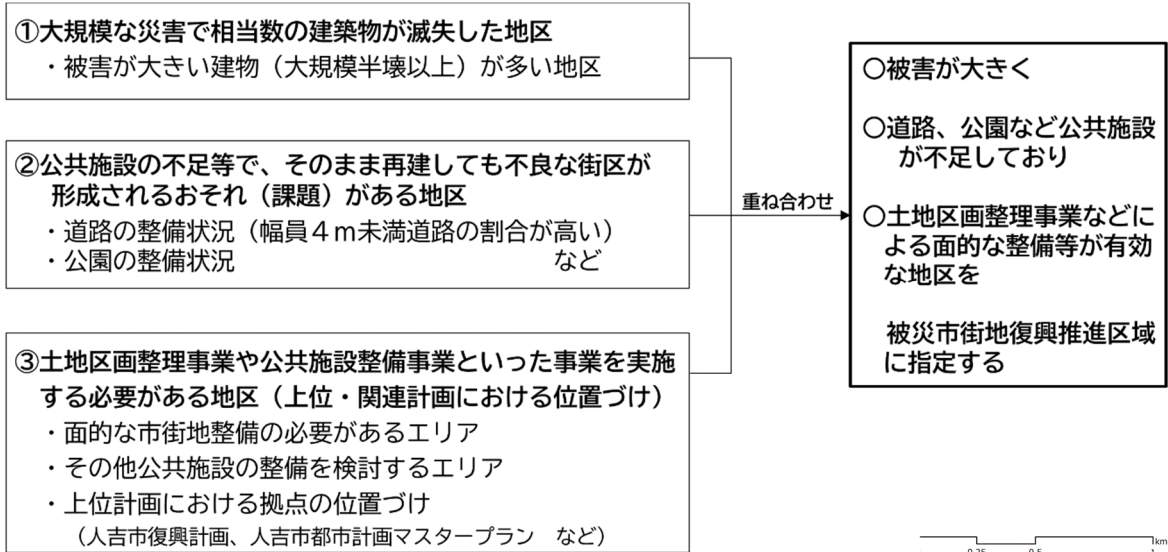 ①大規模な災害で相当数の建築物が滅失した地区
・被害が大きい建物（大規模半壊以上）が多い地区
②公共施設の不足等で、そのまま再建しても不良な街区が
形成されるおそれ（課題）がある地区
・道路の整備状況（幅員４ｍ未満道路の割合が高い）
・公園の整備状況　など
③土地区画整理事業や公共施設整備事業といった事業を実施
する必要がある地区（上位・関連計画における位置づけ）
・面的な市街地整備の必要があるエリア
・その他公共施設の整備を検討するエリア
・上位計画における拠点の位置づけ
（人吉市復興計画、人吉市都市計画マスタープラン　など）
重ね合わせ
〇被害が大きく
〇道路、公園など公共施設
が不足しており
〇土地区画整理事業などに
よる面的な整備等が有効
な地区を
被災市街地復興推進区域
に指定する
km